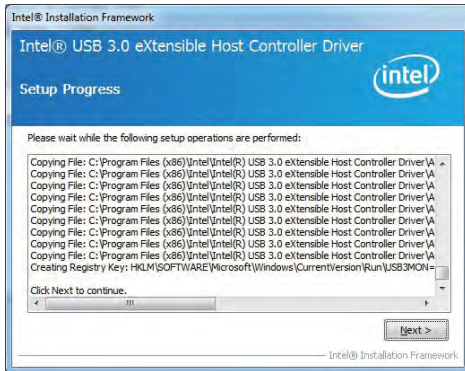 Intel® Installation Framework
Intel® USB 3.0 eXtensible Host Controller Driver
intel
Setup Progress
Please wait while the following setup operations are performed:
Copying File: C:\Program Files (x86)\Intel\Intel(R) USB 3.0 eXtensible Host Controller Driver\A
Copying File: C:\Program Files (x86)\Intel\Intel(R) USB 3.0 eXtensible Host Controller Driver\A
Copying File: C:\Program Files (x86)\Intel\Intel(R) USB 3.0 eXtensible Host Controller Driver\A
Copying File: C:\Program Files (x86)\Intel\Intel(R) USB 3.0 eXtensible Host Controller Driver\A
Copying File: C:\Program Files (x86)\Intel\Intel(R) USB 3.0 eXtensible Host Controller Driver\A
Copying File: C:\Program Files (x86)\Intel\Intel(R) USB 3.0 eXtensible Host Controller Driver\A
Copying File: C:\Program Files (x86)\Intel\Intel(R) USB 3.0 eXtensible Host Controller Driver\A
Copying File: C:\Program Files (x86)\Intel\Intel(R) USB 3.0 eXtensible Host Controller Driver\A
Copying File: C:\Program Files (x86)\Intel\Intel(R) USB 3.0 eXtensible Host Controller Driver\A
Creating Registry Key: HKLM\SOFTWARE\Microsoft\Windows\CurrentVersion\Run\USB3MON=
Click Next to continue.
Next >
Intel® Installation Framework